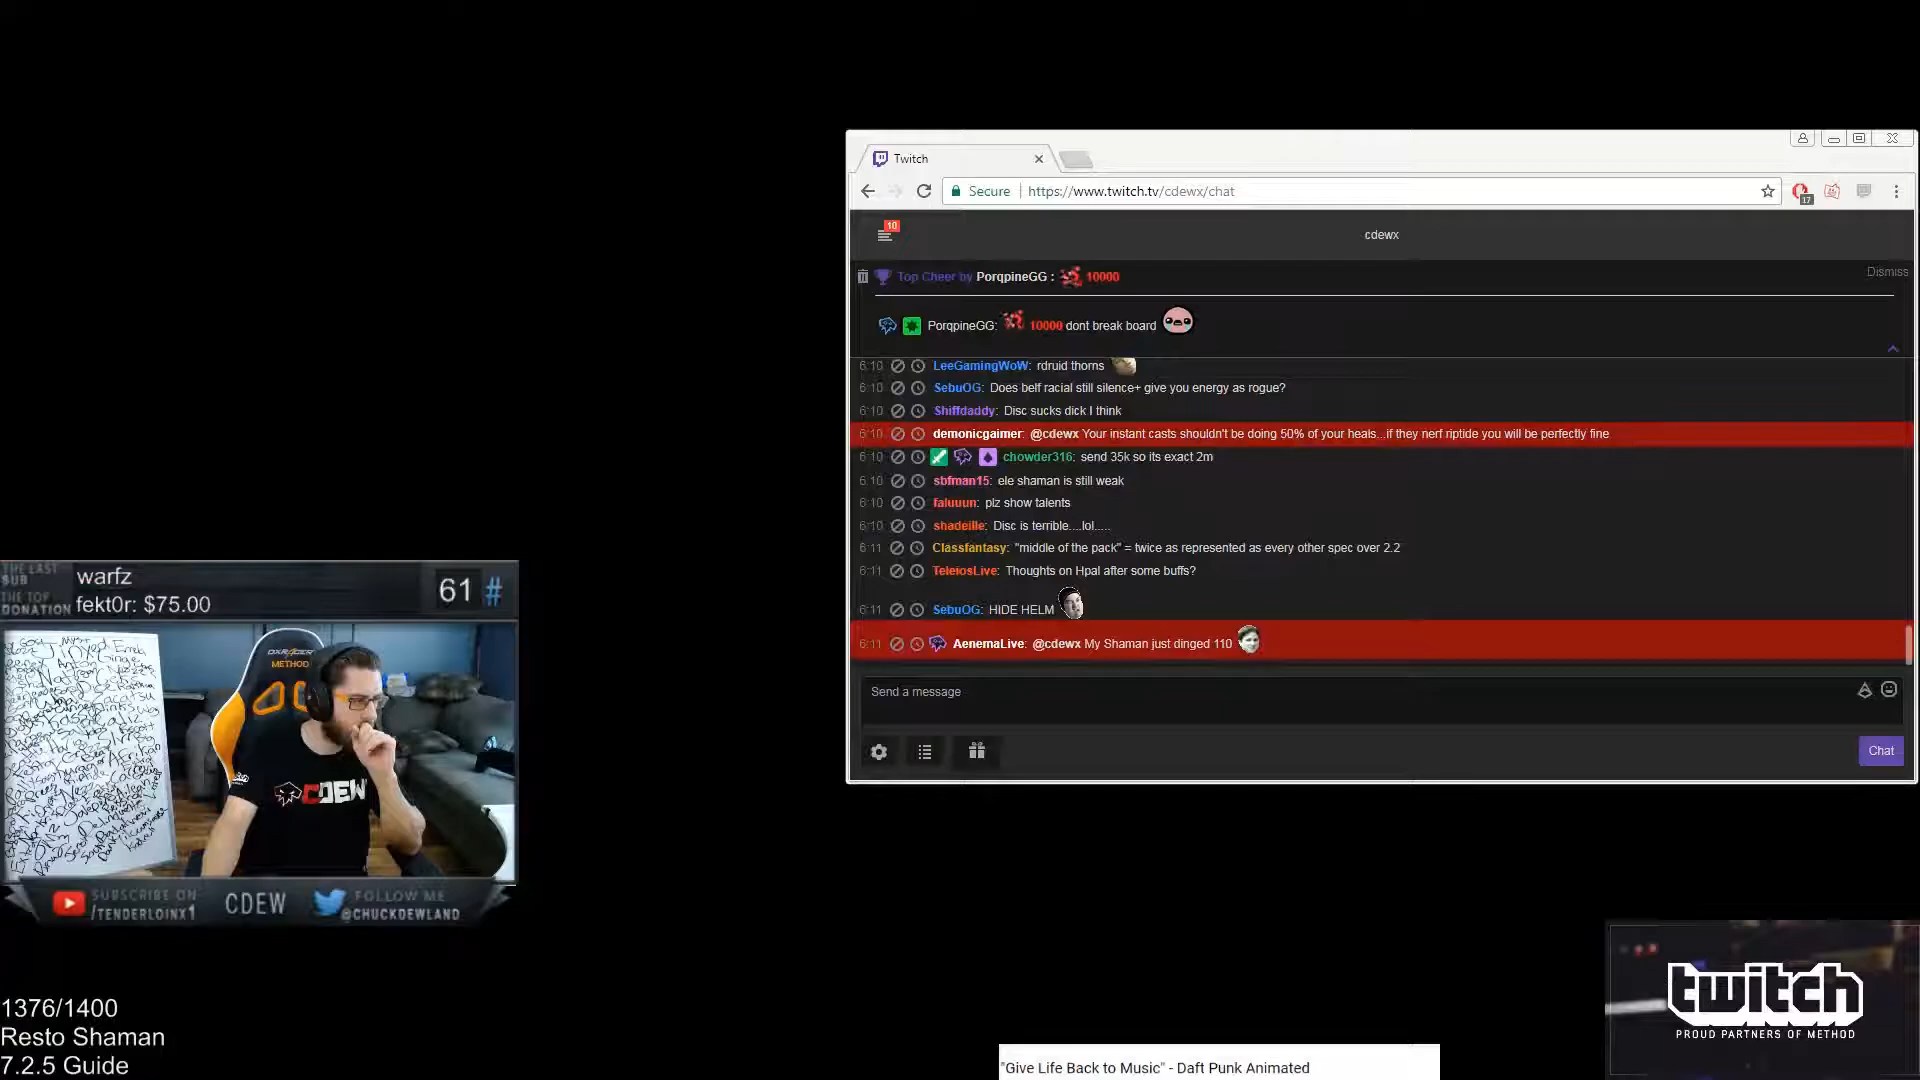 Twitch
Secure
https://www.twitch.tv/cdewx/chat
17
10
cdewx
Top Cheer by PorqpineGG : 10000
Dismiss
PorqpineGG: 10000 dont break board
6:10 LeeGamingWoW: rdruid thorns
6:10 SebuOG: Does belf racial still silence+ give you energy as rogue?
6:10 Shiffdaddy: Disc sucks dick I think
6:10 demonicgaimer: @cdewx Your instant casts shouldn't be doing 50% of your heals...if they nerf riptide you will be perfectly fine
6:10 chowder316: send 35k so its exact 2m
6:10 sbfman15: ele shaman is still weak
6:10 faluuun: plz show talents
6:10 shadeille: Disc is terrible....lol.....
6:11 Classfantasy: "middle of the pack" = twice as represented as every other spec over 2.2
6:11 TeleiosLive: Thoughts on Hpal after some buffs?
6:11 SebuOG: HIDE HELM
6:11 AenemaLive: @cdewx My Shaman just dinged 110
Send a message
Chat
THE LAST SUB warfz
THE TOP DONATION fekt0r: $75.00
61 #
DXRACER
METHOD
CDEW
SUBSCRIBE ON
/TENDERLOINX1
CDEW
FOLLOW ME
@CHUCKDEWLAND
1376/1400
Resto Shaman
7.2.5 Guide
"Give Life Back to Music" - Daft Punk Animated
twitch
PROUD PARTNERS OF METHOD